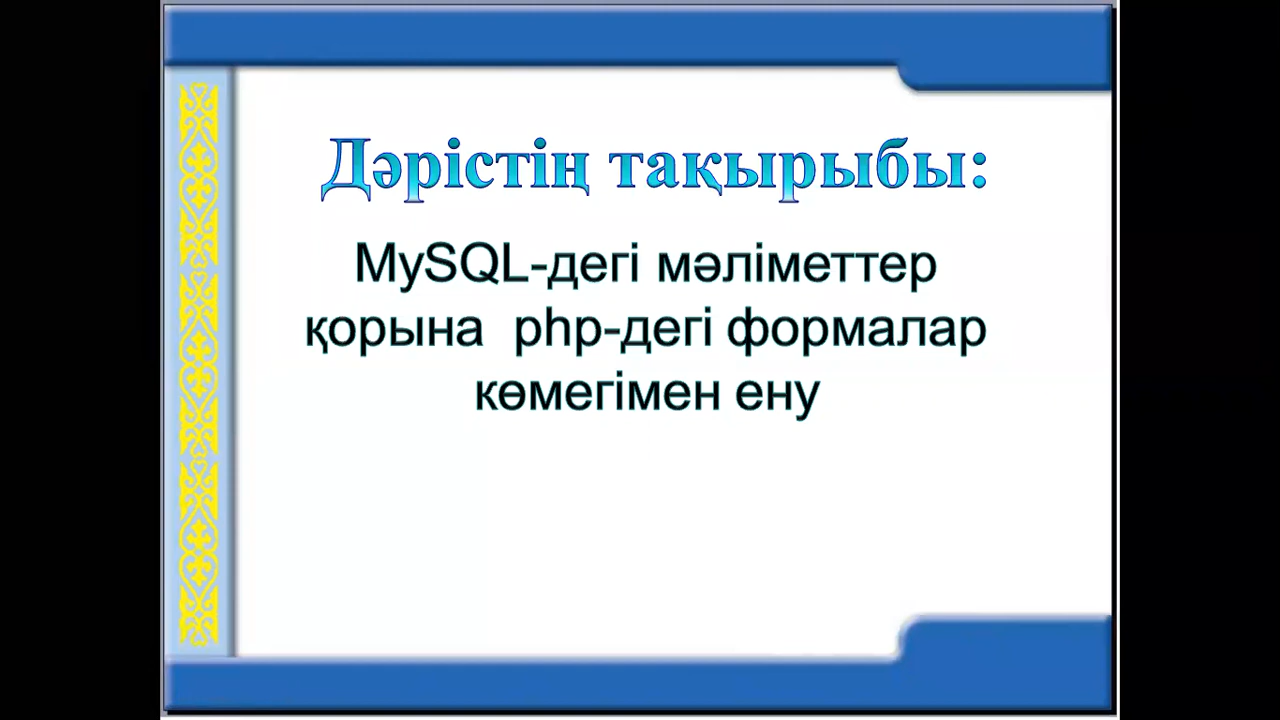 Дәрістің тақырыбы:
MySQL-дегі мәліметтер
қорына php-дегі формалар
көмегімен ену